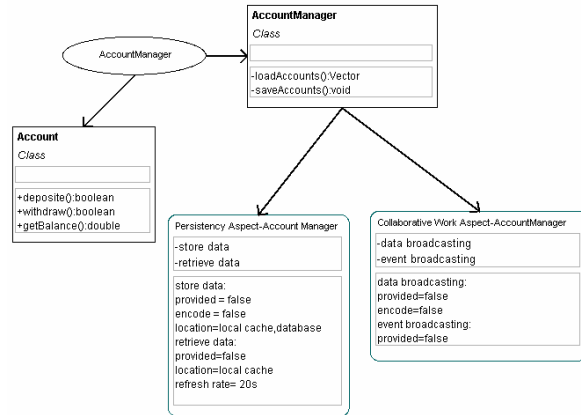 AccountManager
Class
-loadAccounts():Vector
-saveAccounts():void
AccountManager
Account
Class
+deposite():boolean
+withdraw():boolean
+getBalance():double
Persistency Aspect-Account Manager
-store data
-retrieve data
store data:
provided = false
encode = false
location=local cache,database
retrieve data:
provided=false
location=local cache
refresh rate= 20s
Collaborative Work Aspect-AccountManager
-data broadcasting
-event broadcasting
data broadcasting:
provided=false
encode=false
event broadcasting:
provided=false